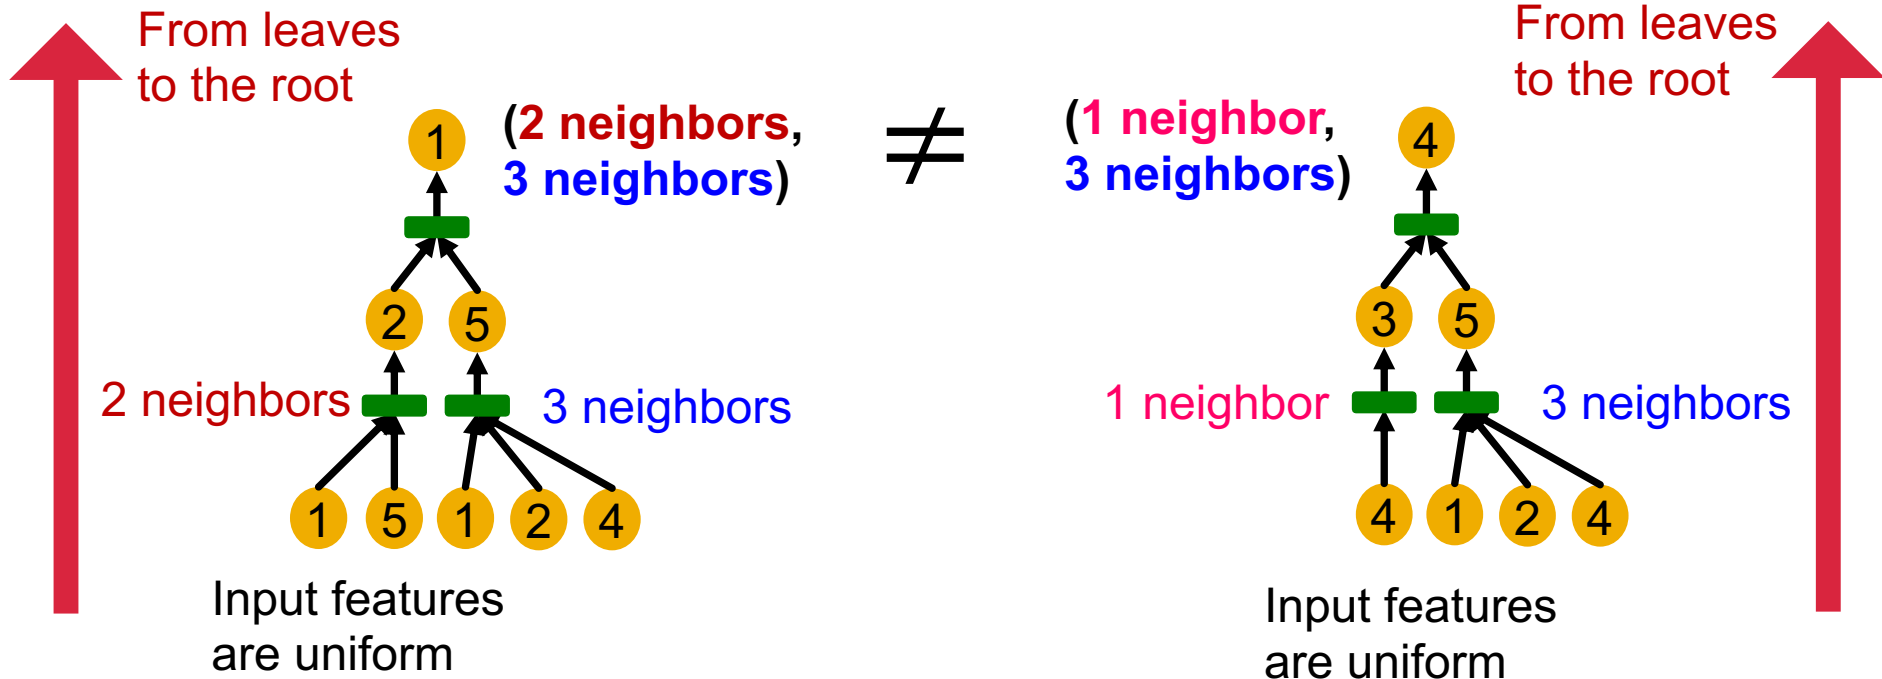 From leaves
to the root
1
(2 neighbors,
3 neighbors)
2
5
2 neighbors
3 neighbors
1
5
1
2
4
Input features
are uniform
≠
From leaves
to the root
(1 neighbor,
3 neighbors)
4
3
5
1 neighbor
3 neighbors
4
1
2
4
Input features
are uniform